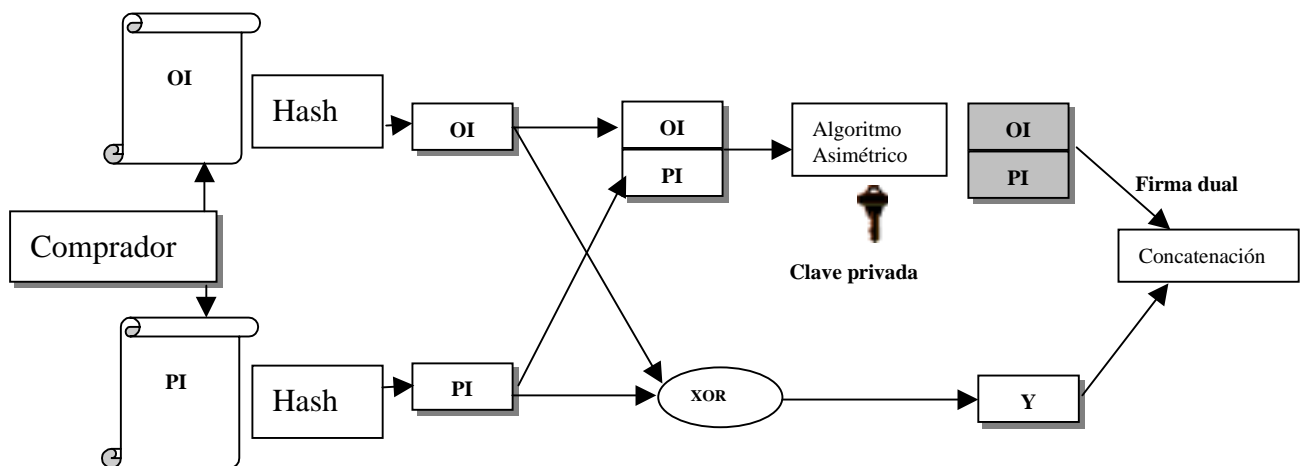 OI
Hash
OI
OI
PI
Algoritmo
Asimétrico
OI
PI
Firma dual
Comprador
Clave privada
Concatenación
PI
Hash
PI
XOR
Y